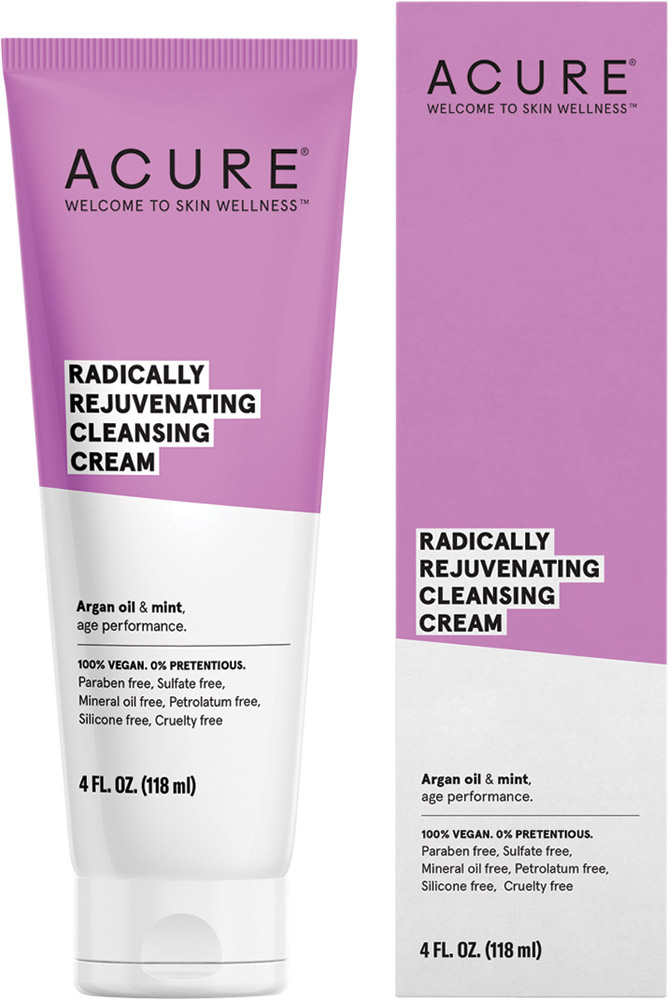 ACURE®
WELCOME TO SKIN WELLNESS™
RADICALLY
REJUVENATING
CLEANSING
CREAM
Argan oil & mint,
age performance.
100% VEGAN. 0% PRETENTIOUS.
Paraben free, Sulfate free,
Mineral oil free, Petrolatum free,
Silicone free, Cruelty free
4 FL. OZ. (118 ml)
ACURE®
WELCOME TO SKIN WELLNESS™
RADICALLY
REJUVENATING
CLEANSING
CREAM
Argan oil & mint,
age performance.
100% VEGAN. 0% PRETENTIOUS.
Paraben free, Sulfate free,
Mineral oil free, Petrolatum free,
Silicone free, Cruelty free
4 FL. OZ. (118 ml)